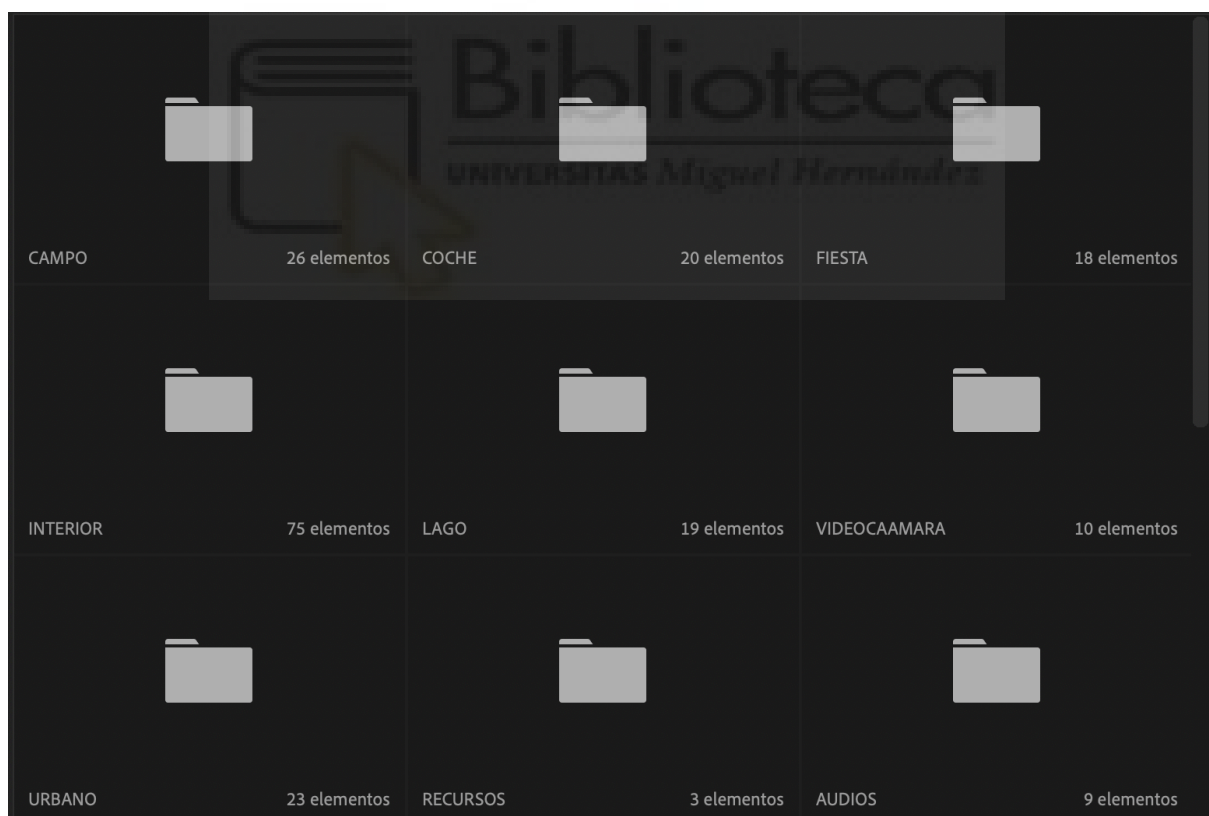 Biblioteca
UNIVERSITAS Miguel Hernández
CAMPO 26 elementos COCHE 20 elementos FIESTA 18 elementos
INTERIOR 75 elementos LAGO 19 elementos VIDEOCAAMARA 10 elementos
URBANO 23 elementos RECURSOS 3 elementos AUDIOS 9 elementos